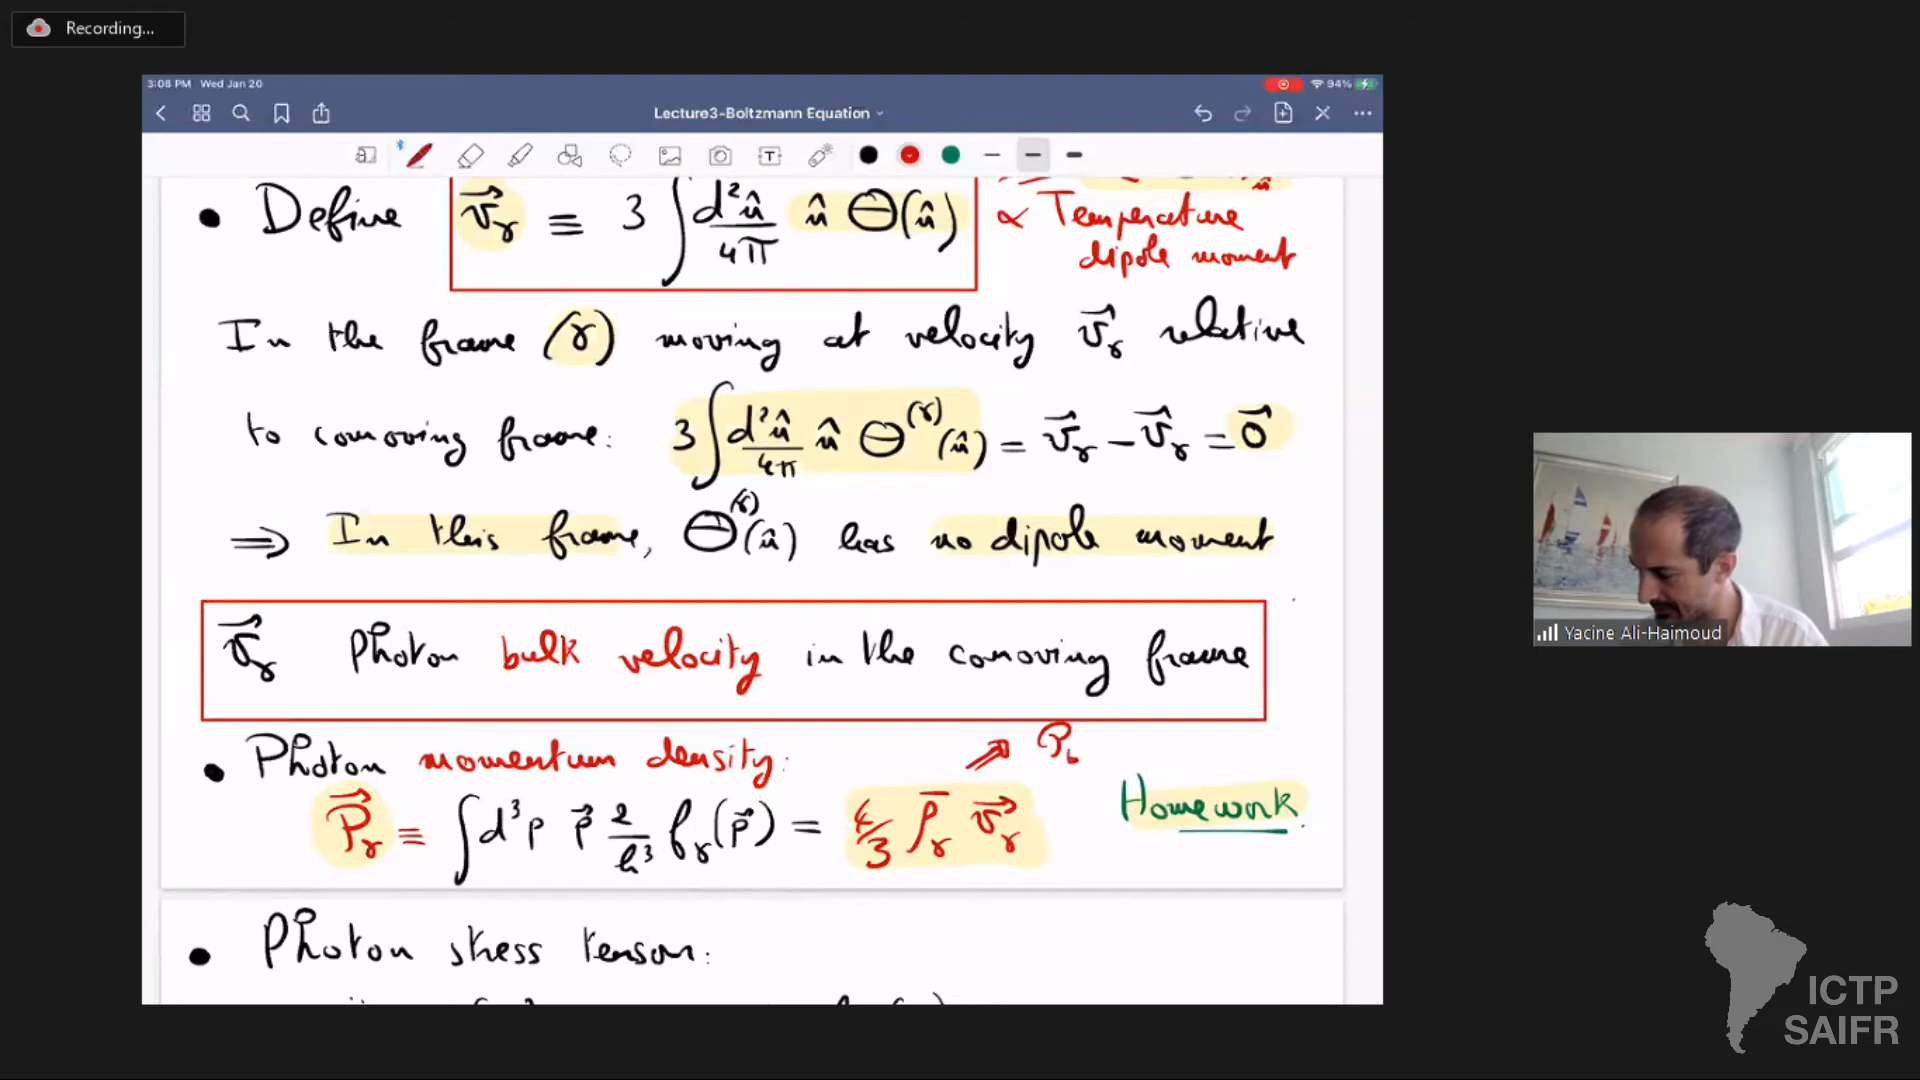 Recording...
3:08 PM Wed Jan 20
94%
Lecture3-Boltzmann Equation
• Define v⃗_γ ≡ 3 ∫ d²n̂/4π n̂ Θ(n̂) ∝ Temperature
dipole moment
In the frame (γ) moving at velocity v⃗_γ relative
to comoving frame: 3 ∫ d²n̂/4π n̂ Θ^(γ)(n̂) = v⃗_γ - v⃗_γ = 0⃗
⇒ In this frame, Θ^(γ)(n̂) has no dipole moment
v⃗_γ Photon bulk velocity in the comoving frame
• Photon momentum density:
P⃗_γ ≡ ∫ d³p p⃗ 2/h³ f_γ(p⃗) = 4/3 ρ̄_γ v⃗_γ
Homework
• Photon stress tensor:
Yacine Ali-Haimoud
ICTP
SAIFR